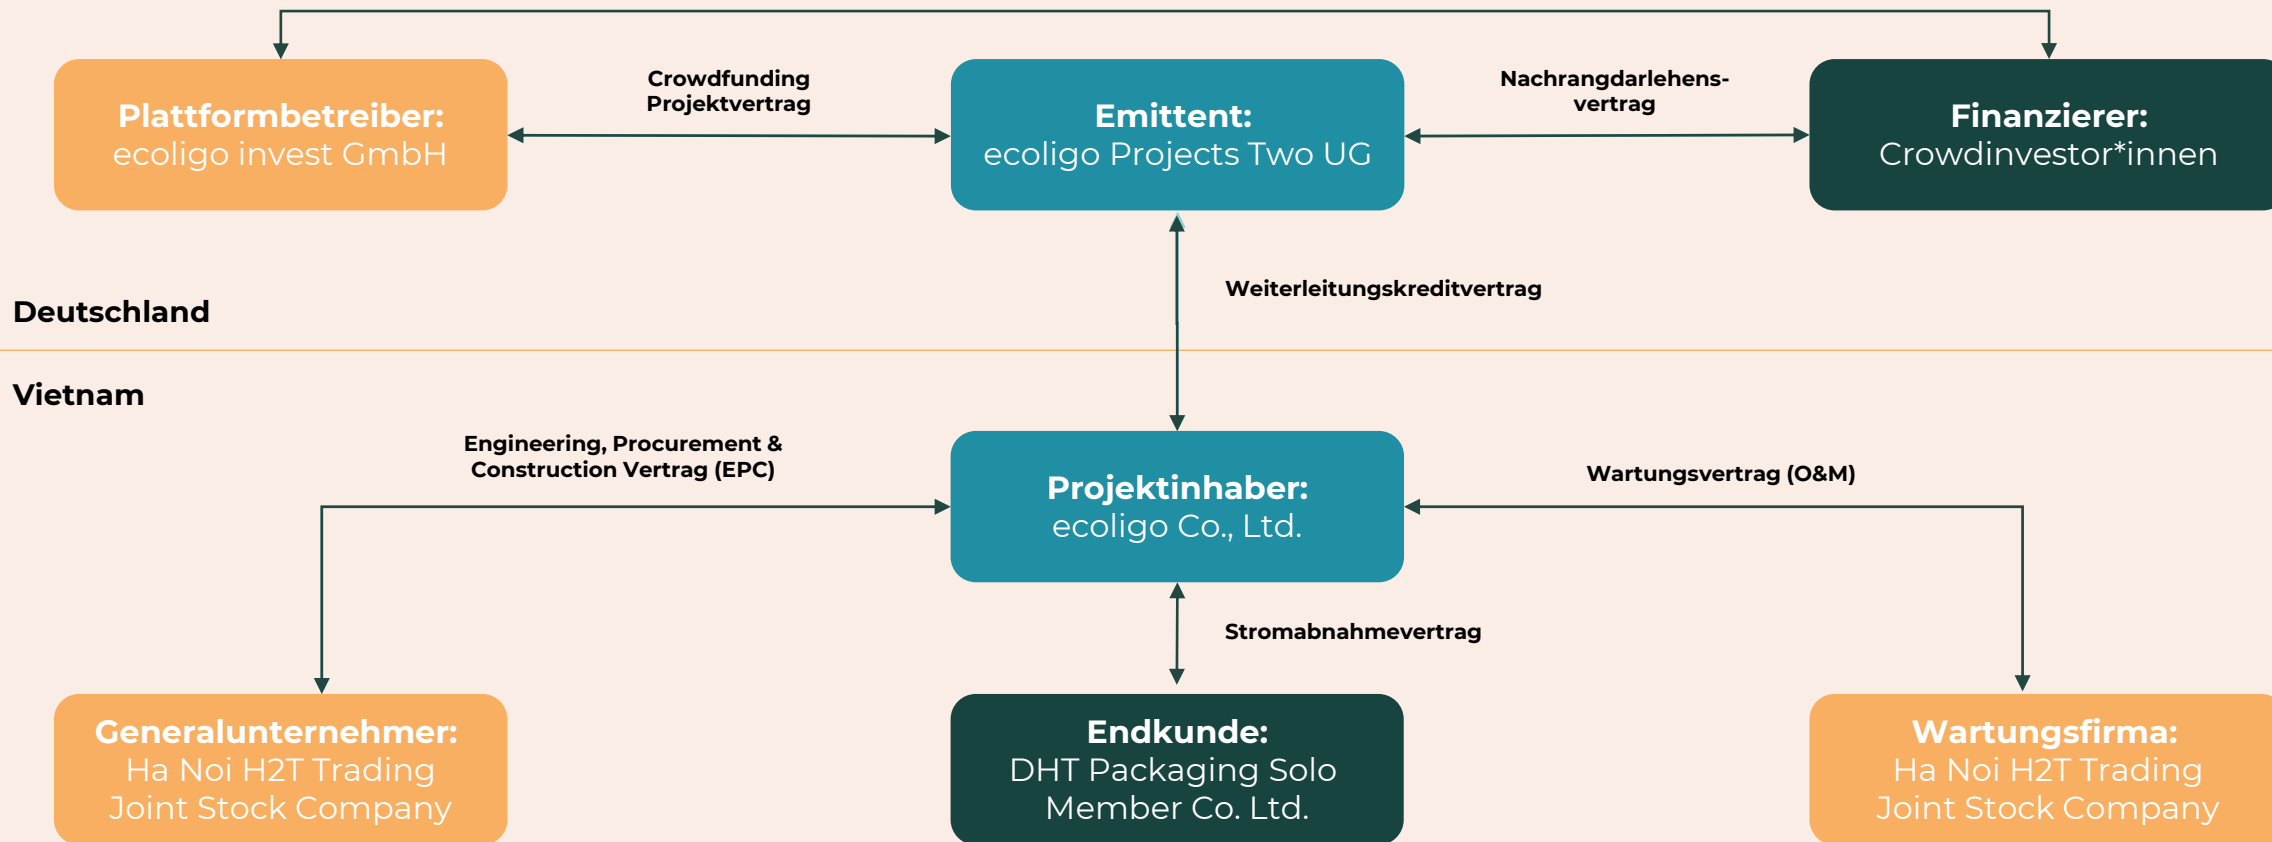 Crowdfunding
Projektvertrag
Nachrangdarlehens-
vertrag
Plattformbetreiber:
ecoligo invest GmbH
Emittent:
ecoligo Projects Two UG
Finanzierer:
Crowdinvestor*innen
Weiterleitungskreditvertrag
Deutschland
Vietnam
Engineering, Procurement &
Construction Vertrag (EPC)
Projektinhaber:
ecoligo Co., Ltd.
Wartungsvertrag (O&M)
Stromabnahmevertrag
Generalunternehmer:
Ha Noi H2T Trading
Joint Stock Company
Endkunde:
DHT Packaging Solo
Member Co. Ltd.
Wartungsfirma:
Ha Noi H2T Trading
Joint Stock Company